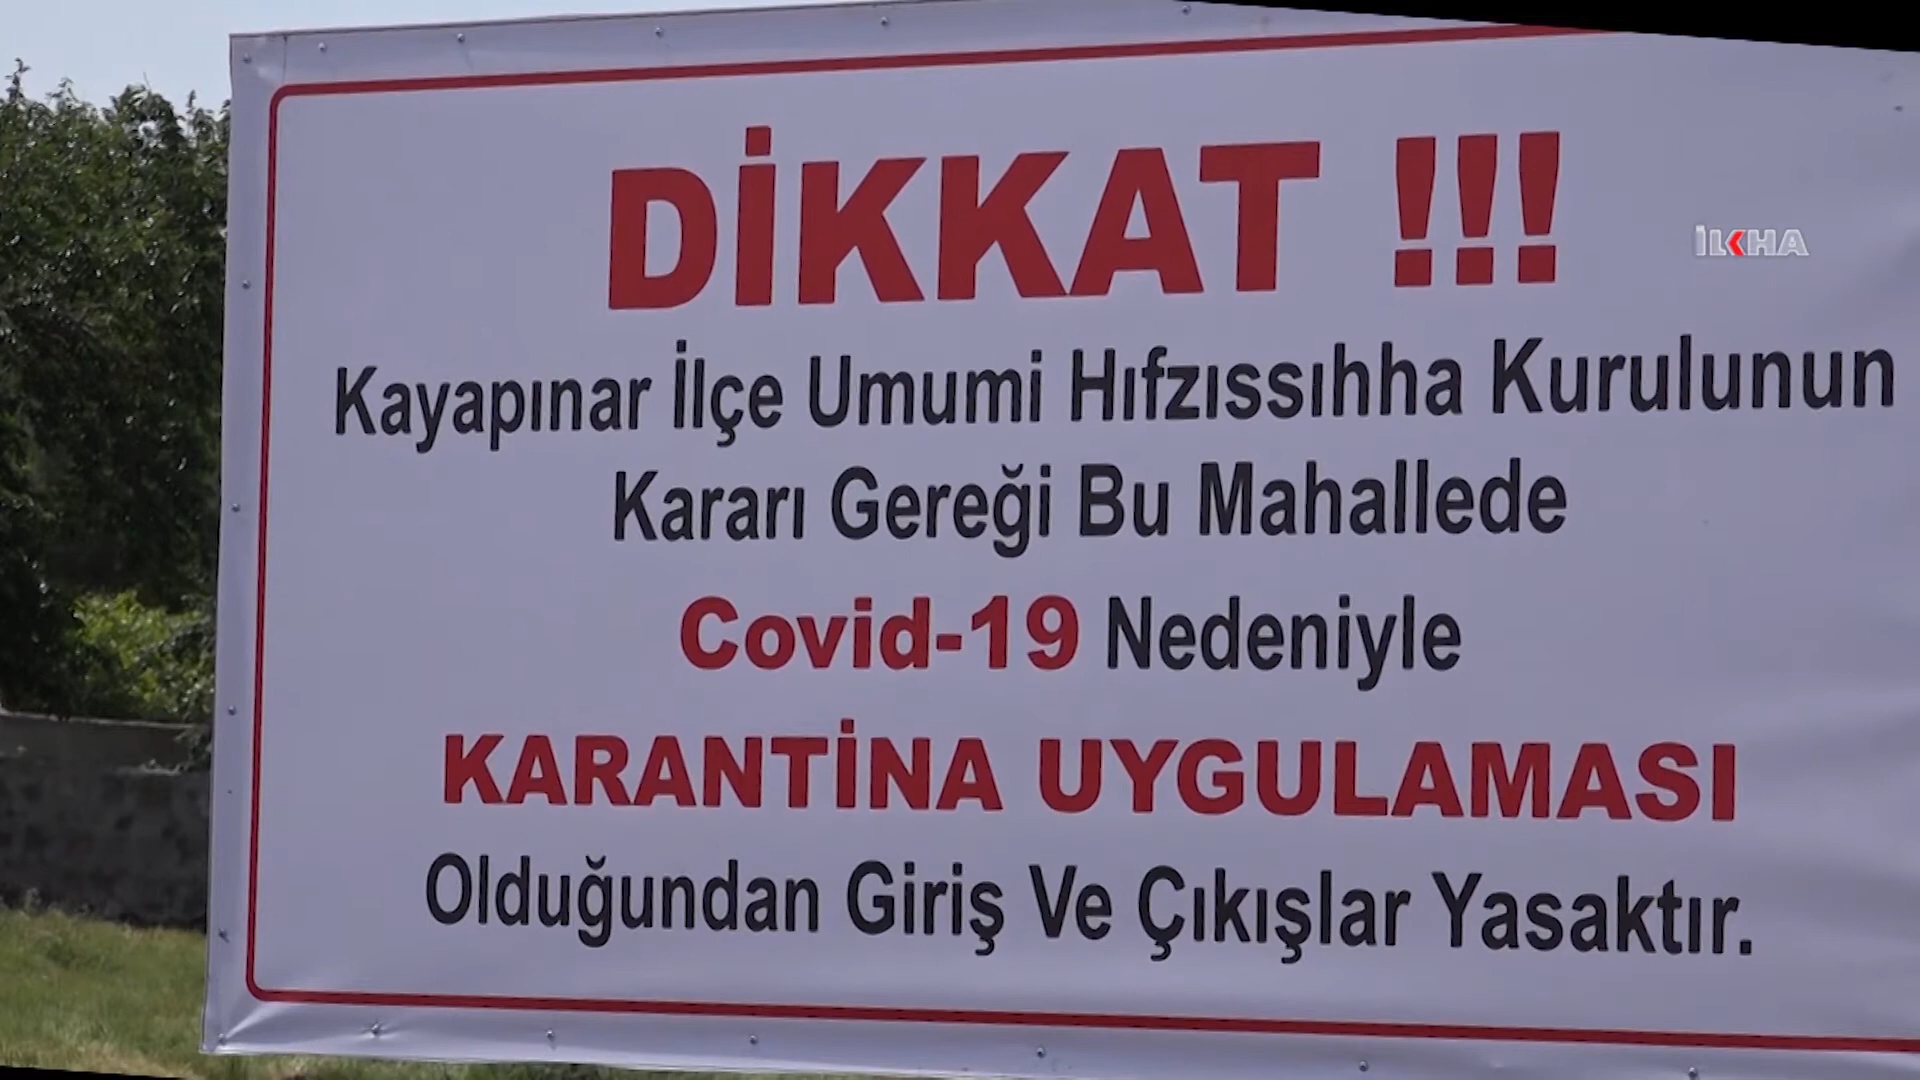 DİKKAT !!!
İLKHA
Kayapınar İlçe Umumi Hıfzıssıhha Kurulunun
Kararı Gereği Bu Mahallede
Covid-19 Nedeniyle
KARANTİNA UYGULAMASI
Olduğundan Giriş Ve Çıkışlar Yasaktır.